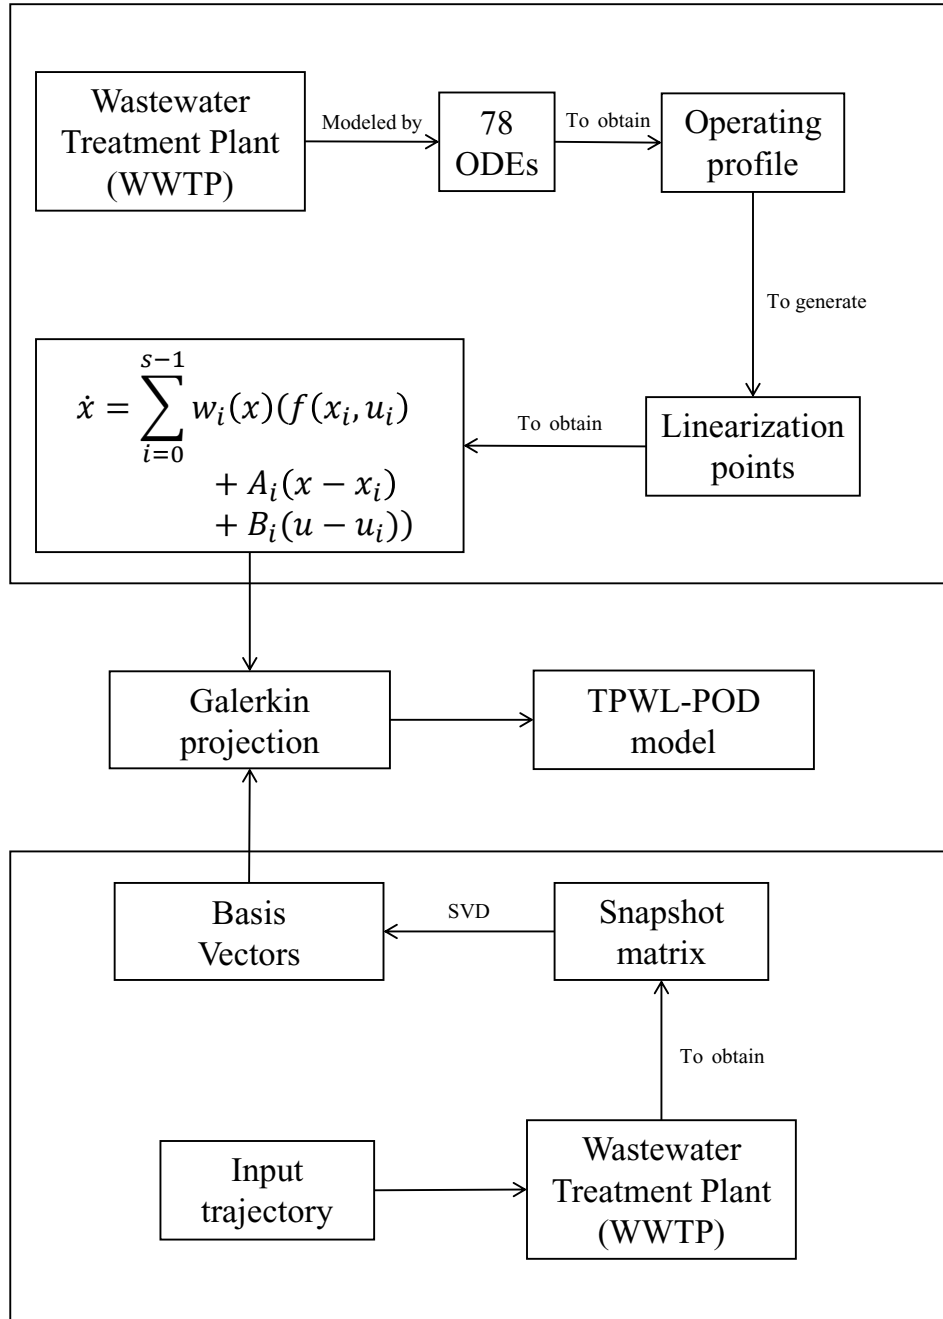 Wastewater
Treatment Plant
(WWTP)
Modeled by
78
ODEs
To obtain
Operating
profile
To generate
Linearization
points
To obtain
ẋ = ∑_{i=0}^{s−1} w_i(x)(f(x_i, u_i)
+ A_i(x − x_i)
+ B_i(u − u_i))
Galerkin
projection
TPWL-POD
model
Basis
Vectors
SVD
Snapshot
matrix
To obtain
Input
trajectory
Wastewater
Treatment Plant
(WWTP)